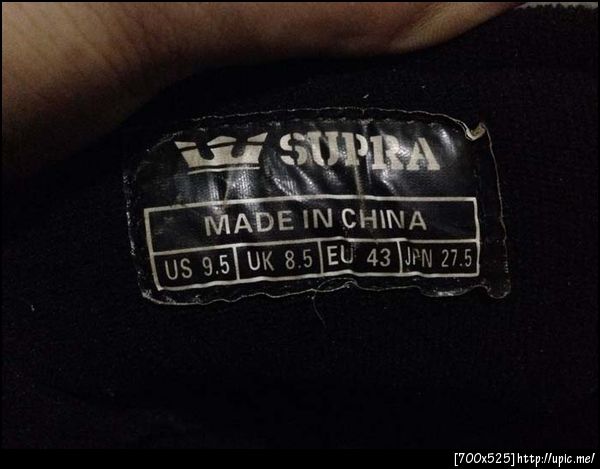 SUPRA
MADE IN CHINA
US 9.5 UK 8.5 EU 43 JPN 27.5
[700x525]http://upic.me/